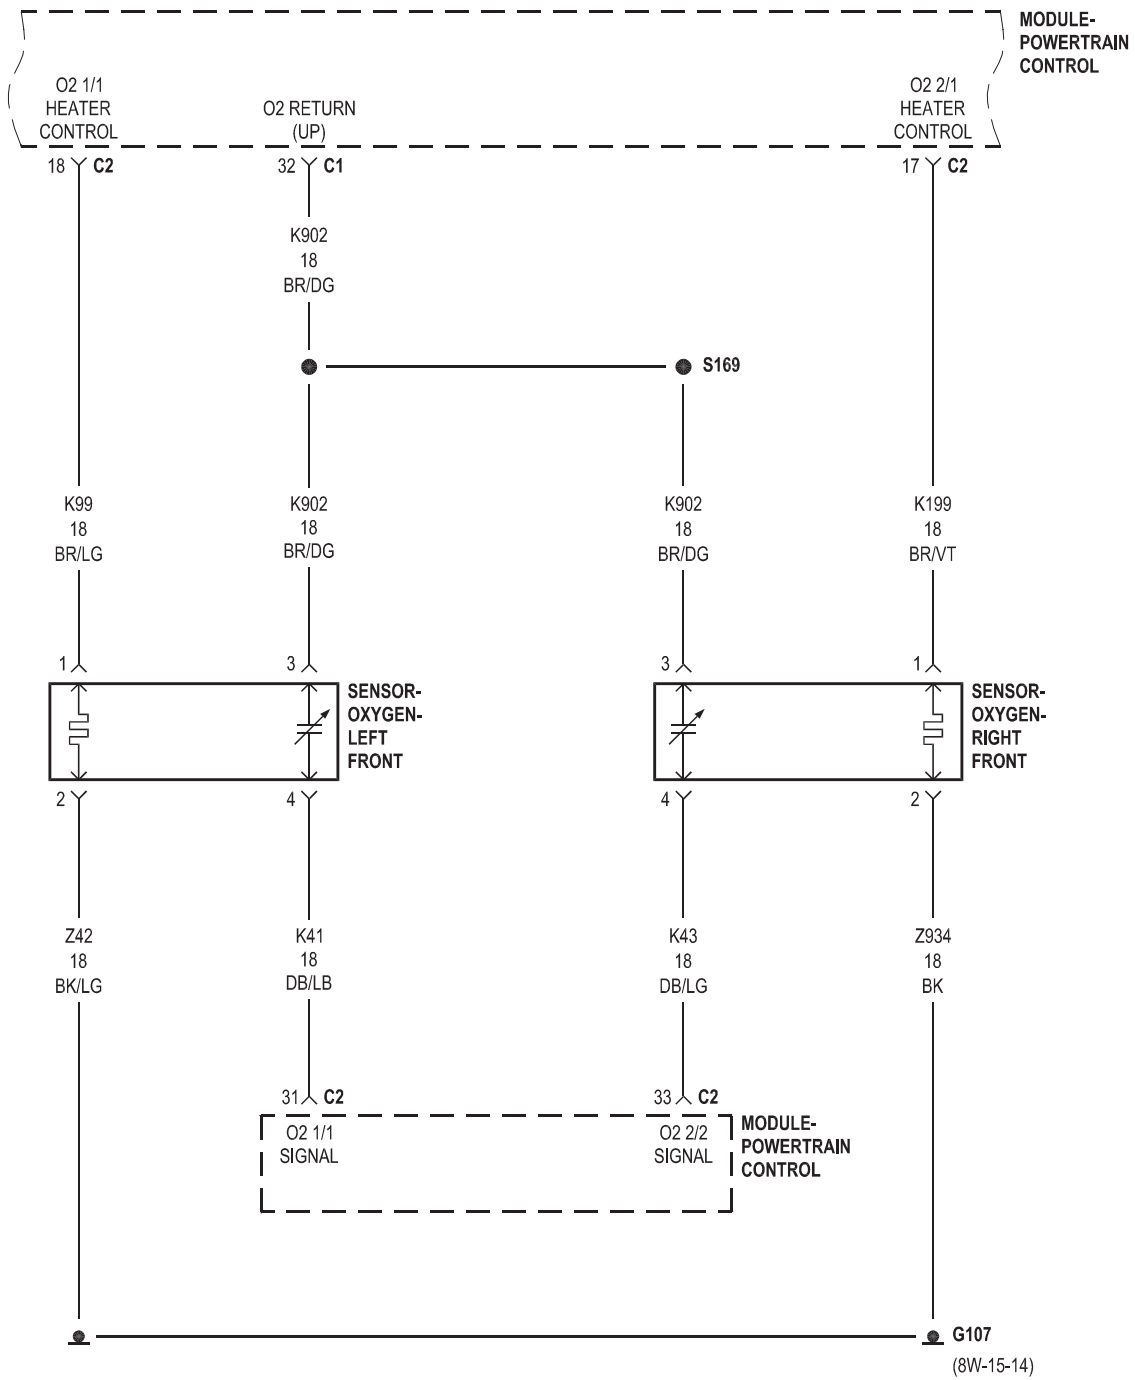 MODULE-
POWERTRAIN
CONTROL
O2 1/1
HEATER
CONTROL
O2 RETURN
(UP)
O2 2/1
HEATER
CONTROL
18 C2
32 C1
17 C2
K902
18
BR/DG
S169
K99
18
BR/LG
K902
18
BR/DG
K902
18
BR/DG
K199
18
BR/VT
1
3
3
1
SENSOR-
OXYGEN-
LEFT
FRONT
SENSOR-
OXYGEN-
RIGHT
FRONT
2
4
4
2
Z42
18
BK/LG
K41
18
DB/LB
K43
18
DB/LG
Z934
18
BK
31 C2
33 C2
O2 1/1
SIGNAL
O2 2/2
SIGNAL
MODULE-
POWERTRAIN
CONTROL
G107
(8W-15-14)